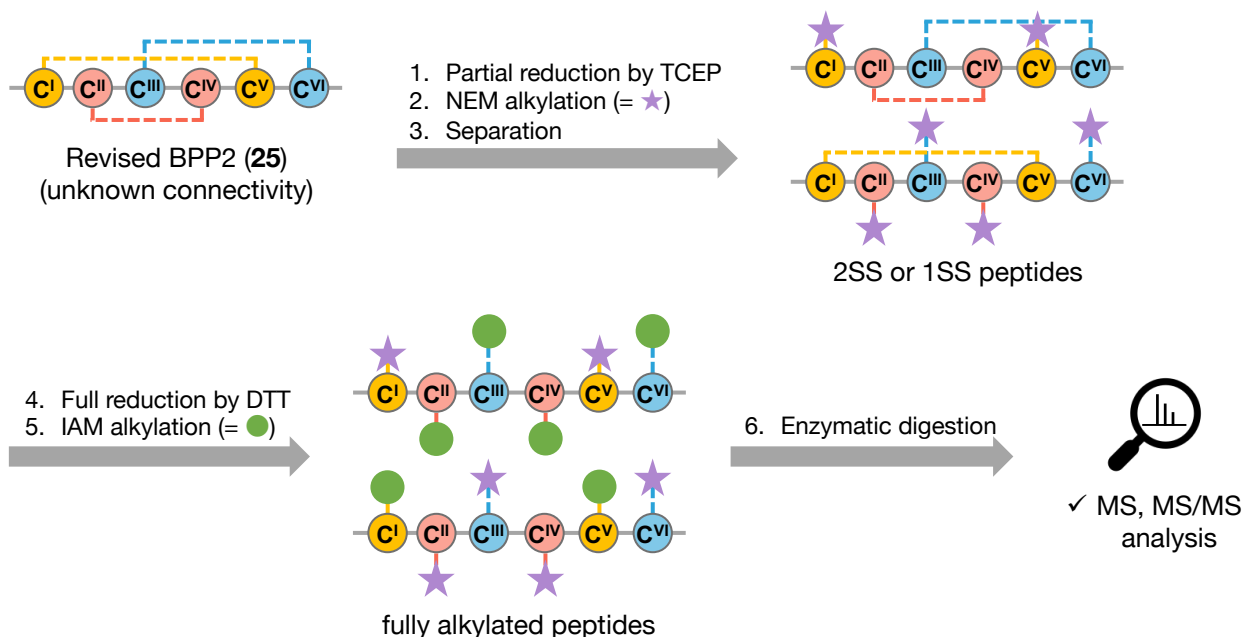 C^I C^II C^III C^IV C^V C^VI
Revised BPP2 (25)
(unknown connectivity)
1. Partial reduction by TCEP
2. NEM alkylation (= ★)
3. Separation
C^I C^II C^III C^IV C^V C^VI
C^I C^II C^III C^IV C^V C^VI
2SS or 1SS peptides
4. Full reduction by DTT
5. IAM alkylation (= ●)
C^I C^II C^III C^IV C^V C^VI
C^I C^II C^III C^IV C^V C^VI
fully alkylated peptides
6. Enzymatic digestion
✓ MS, MS/MS
analysis